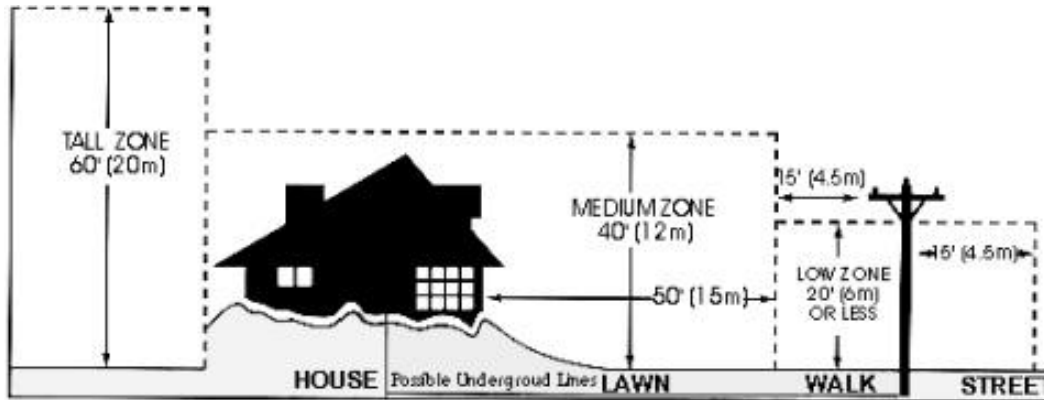 TALL ZONE
60' (20m)
MEDIUM ZONE
40' (12m)
50' (15m)
15' (4.5m)
LOW ZONE
20' (6m)
OR LESS
15' (4.5m)
HOUSE
Possible Undergroud Lines
LAWN
WALK
STREET